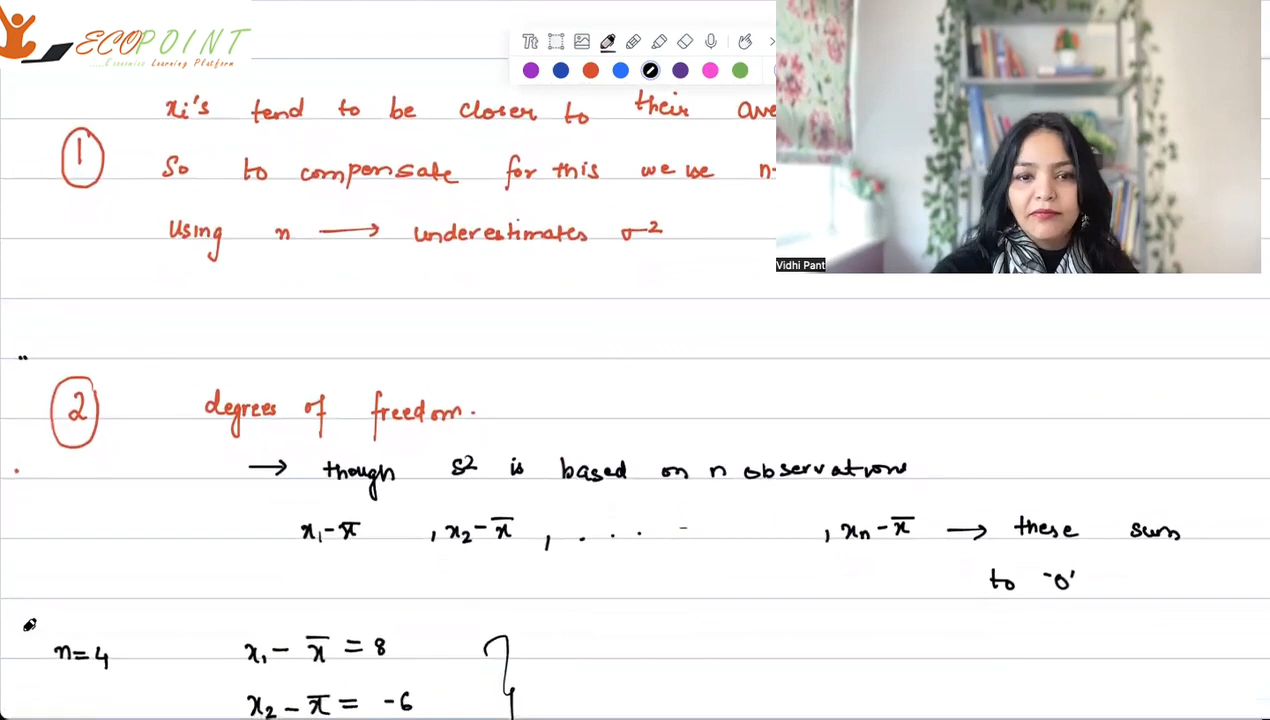 ECOPOINT
.....Economics Learning Platform
xi's tend to be closer to their ave
① So to compensate for this we use n-
Using n ⟶ underestimates σ²
② degrees of freedom.
→ though s² is based on n observations
x₁-x̅ , x₂-x̅ , . . . - , xₙ-x̅ → these sum
to '0'
n=4 x₁- x̅ = 8
x₂ - x̅ = -6
Tt
Vidhi Pant